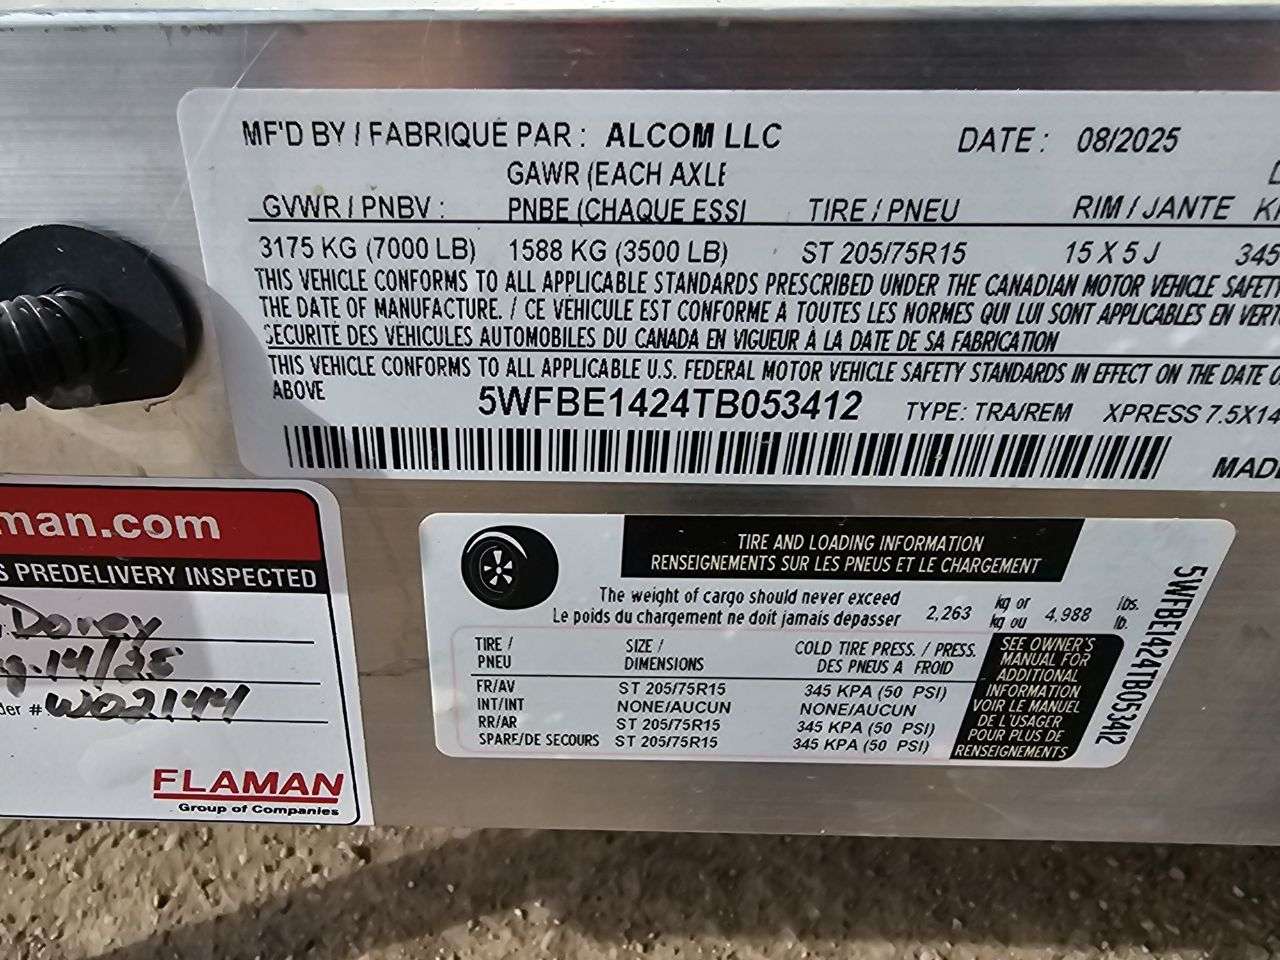 MF'D BY / FABRIQUÉ PAR : ALCOM LLC DATE : 08/2025
GAWR (EACH AXLE
GVWR / PNBV : PNBE (CHAQUE ESSI TIRE / PNEU RIM / JANTE
3175 KG (7000 LB) 1588 KG (3500 LB) ST 205/75R15 15 X 5 J 345
THIS VEHICLE CONFORMS TO ALL APPLICABLE STANDARDS PRESCRIBED UNDER THE CANADIAN MOTOR VEHICLE SAFETY
THE DATE OF MANUFACTURE. / CE VÉHICULE EST CONFORME À TOUTES LES NORMES QUI LUI SONT APPLICABLES EN VERT
SÉCURITÉ DES VÉHICULES AUTOMOBILES DU CANADA EN VIGUEUR À LA DATE DE SA FABRICATION
THIS VEHICLE CONFORMS TO ALL APPLICABLE U.S. FEDERAL MOTOR VEHICLE SAFETY STANDARDS IN EFFECT ON THE DATE
ABOVE
5WFBE1424TB053412 TYPE: TRA/REM XPRESS 7.5X14
MAD
man.com
S PREDELIVERY INSPECTED
Dorey
14/25
der # W02144
FLAMAN
Group of Companies
TIRE AND LOADING INFORMATION
RENSEIGNEMENTS SUR LES PNEUS ET LE CHARGEMENT
The weight of cargo should never exceed
Le poids du chargement ne doit jamais depasser
2,263 kg or kg ou 4,988 lbs. lb.
TIRE / PNEU SIZE / DIMENSIONS COLD TIRE PRESS. / PRESS. DES PNEUS A FROID
FR/AV ST 205/75R15 345 KPA (50 PSI)
INT/INT NONE/AUCUN NONE/AUCUN
RR/AR ST 205/75R15 345 KPA (50 PSI)
SPARE/DE SECOURS ST 205/75R15 345 KPA (50 PSI)
SEE OWNER'S
MANUAL FOR
ADDITIONAL
INFORMATION
VOIR LE MANUEL
DE L'USAGER
POUR PLUS DE
RENSEIGNEMENTS
5WFBE1424TB053412